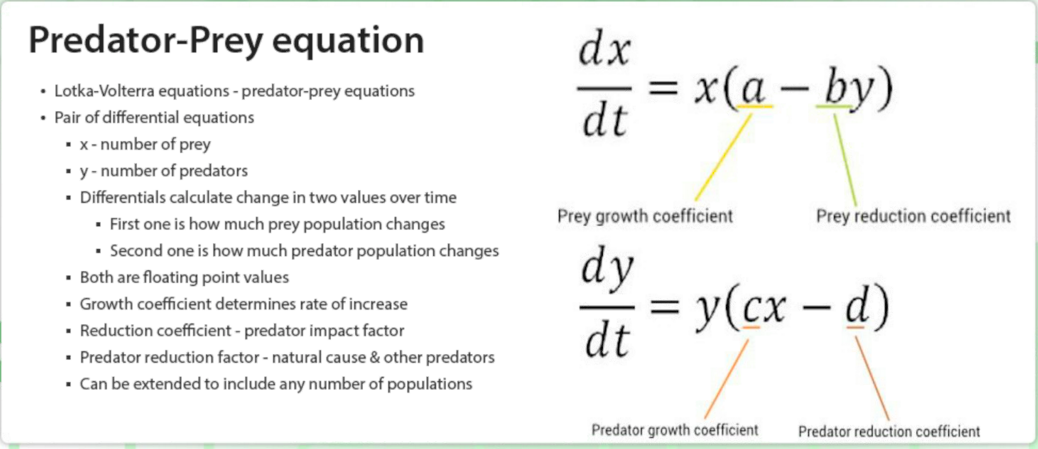 Predator-Prey equation
• Lotka-Volterra equations - predator-prey equations
• Pair of differential equations
▪ x - number of prey
▪ y - number of predators
▪ Differentials calculate change in two values over time
▪ First one is how much prey population changes
▪ Second one is how much predator population changes
▪ Both are floating point values
▪ Growth coefficient determines rate of increase
▪ Reduction coefficient - predator impact factor
▪ Predator reduction factor - natural cause & other predators
▪ Can be extended to include any number of populations
dx/dt = x(a − by)
Prey growth coefficient Prey reduction coefficient
dy/dt = y(cx − d)
Predator growth coefficient Predator reduction coefficient